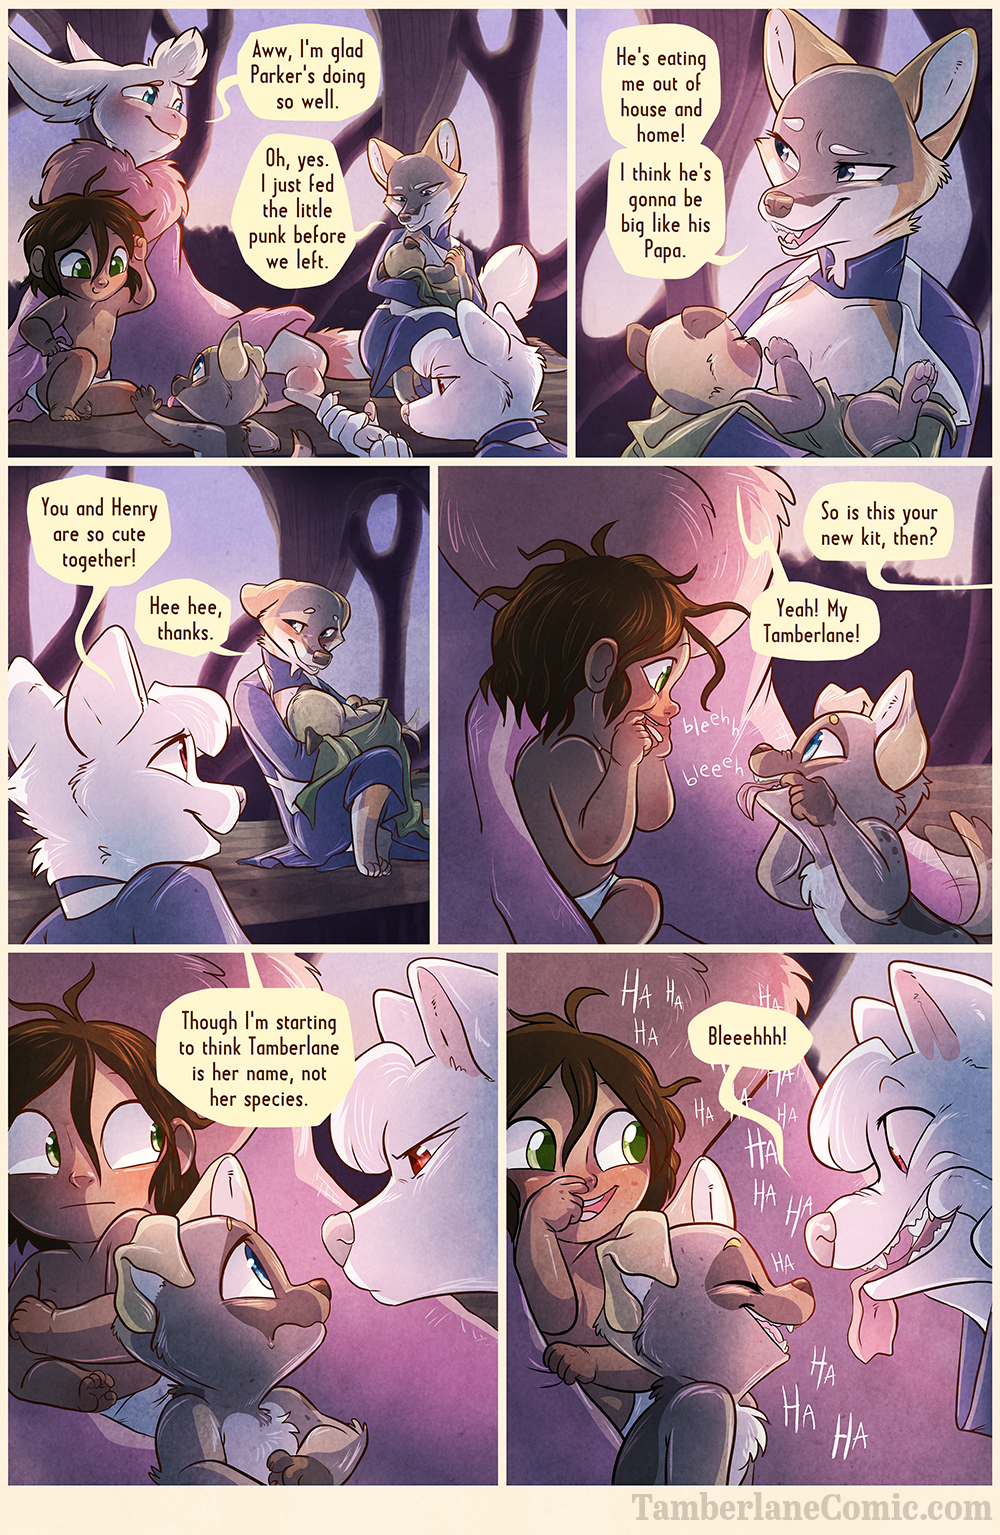 Aww, I'm glad
Parker's doing
so well.
Oh, yes.
I just fed
the little
punk before
we left.
He's eating
me out of
house and
home!
I think he's
gonna be
big like his
Papa.
You and Henry
are so cute
together!
Hee hee,
thanks.
So is this your
new kit, then?
Yeah! My
Tamberlane!
bleehh
bleeeh
Though I'm starting
to think Tamberlane
is her name, not
her species.
HA HA
HA
HA
Bleeehhh!
HA
HA HA
HA
HA
HA
HA
HA
HA
HA
HA
TamberlaneComic.com